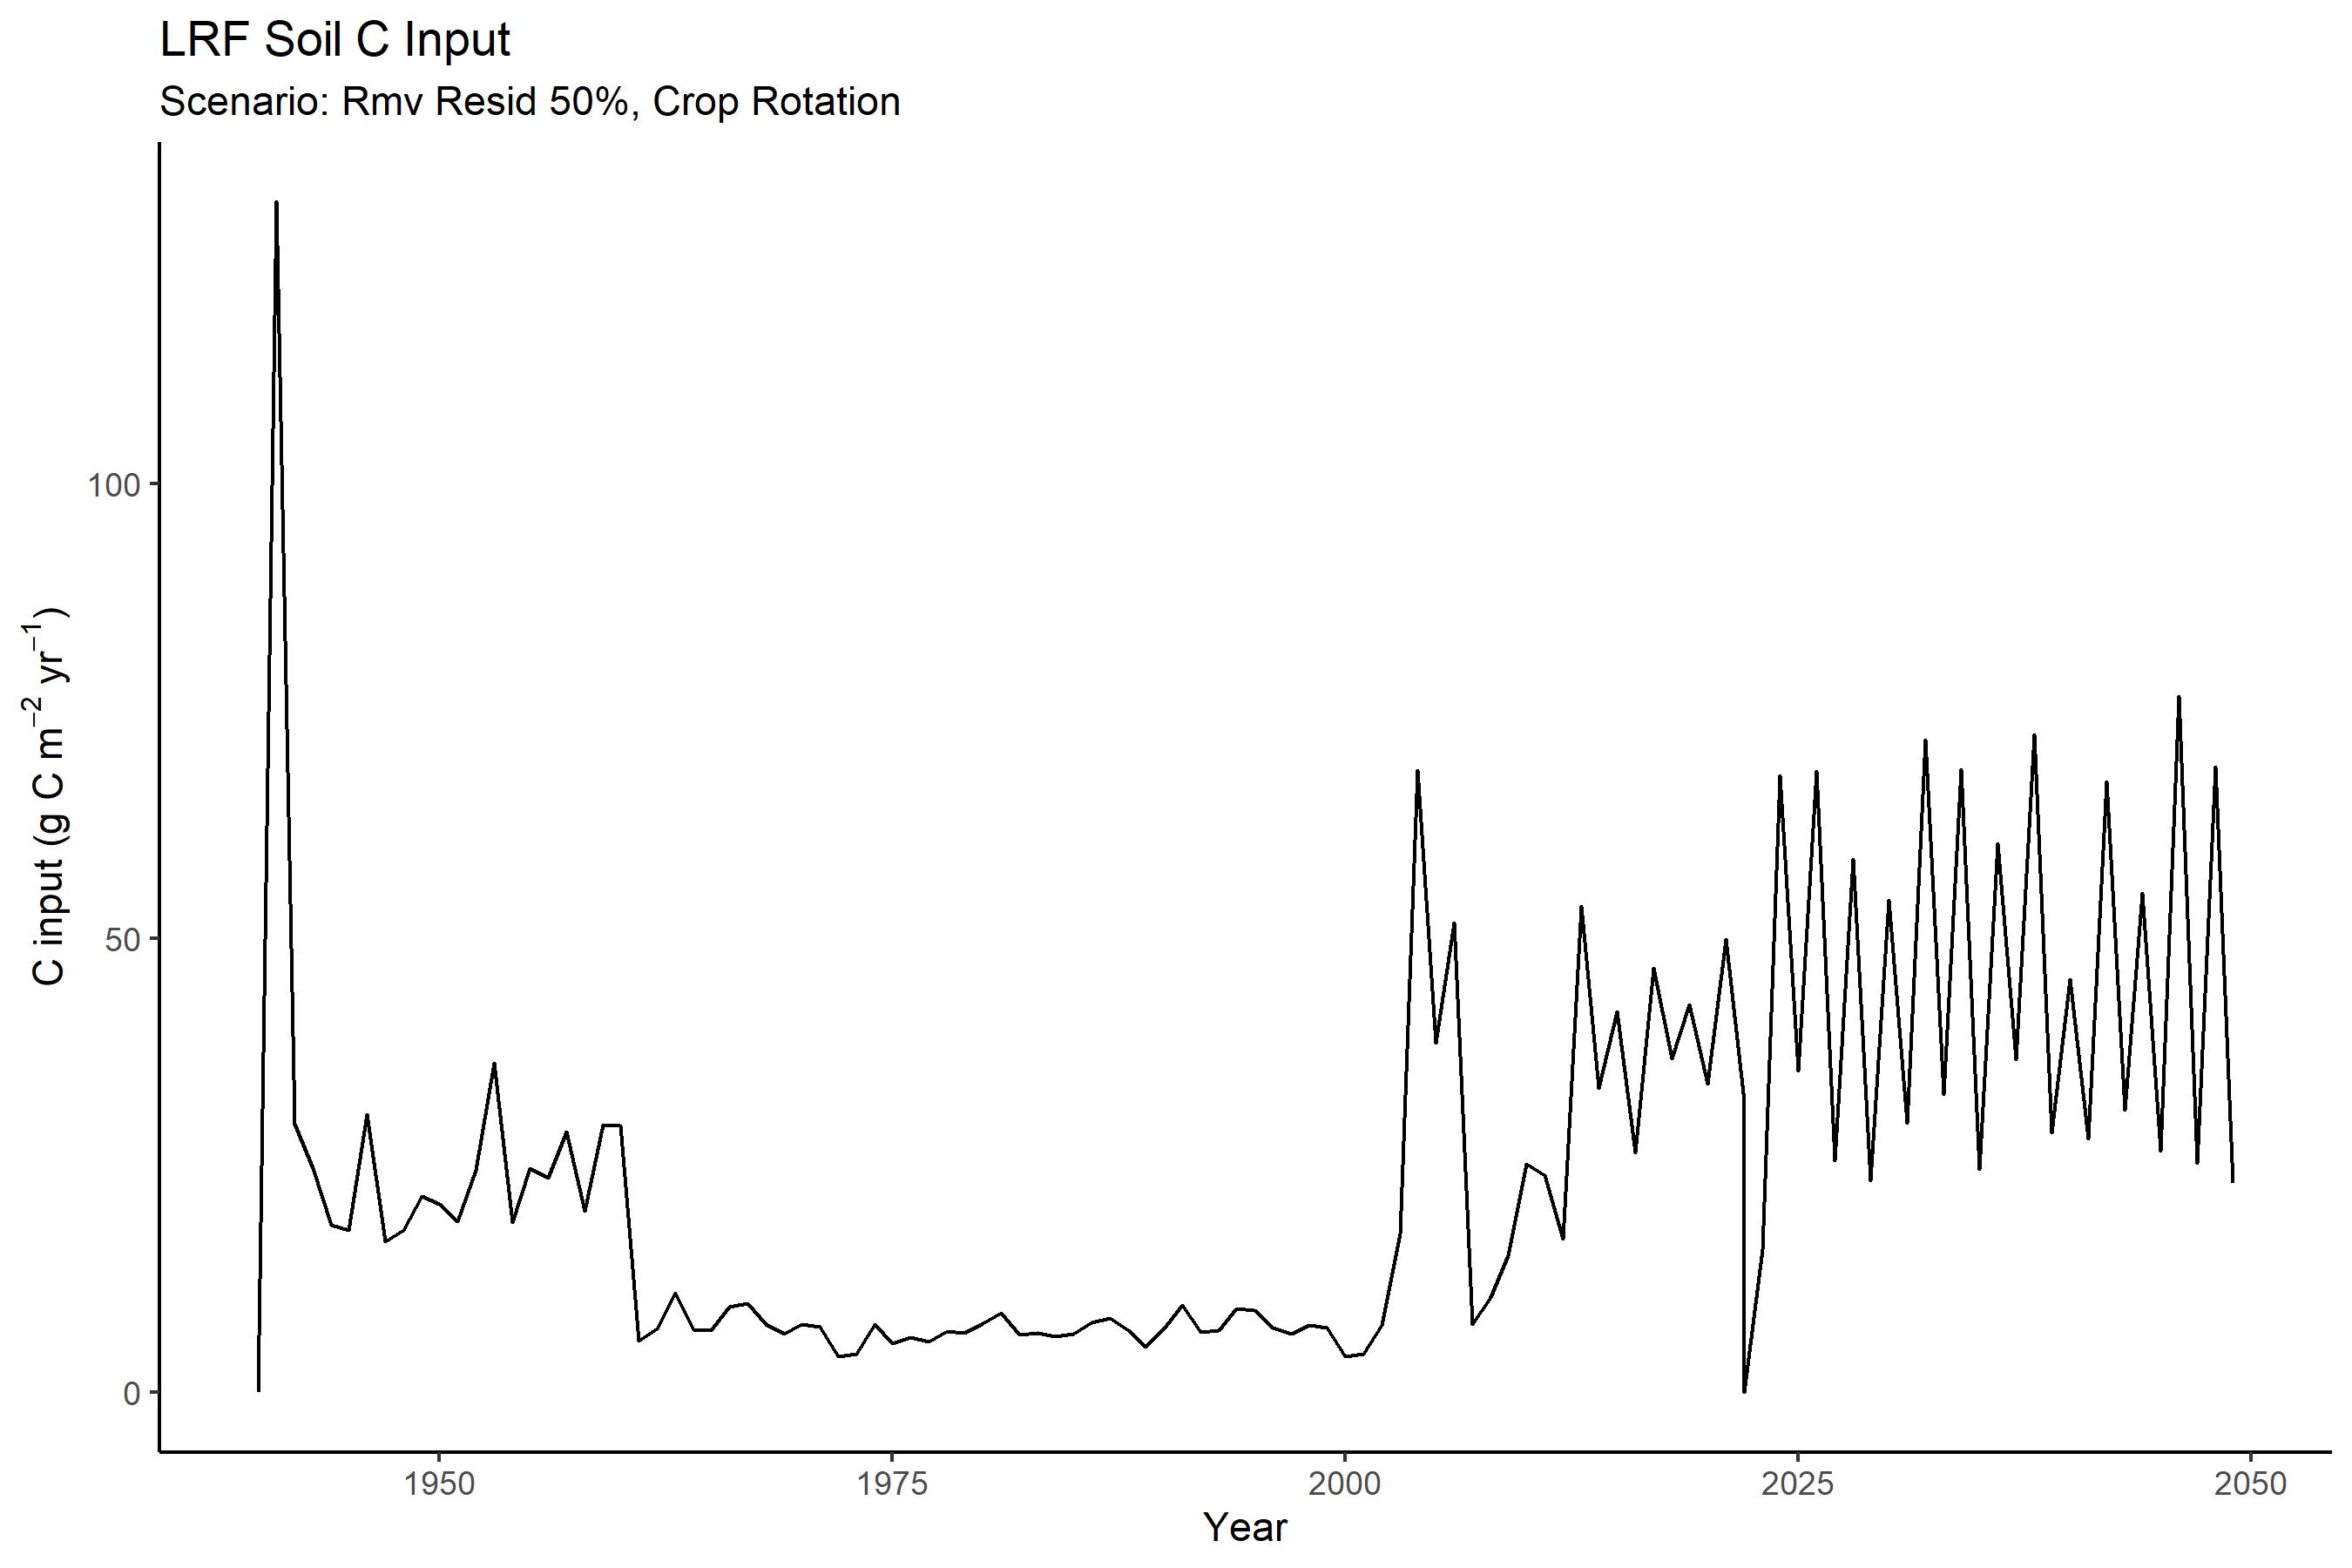 LRF Soil C Input
Scenario: Rmv Resid 50%, Crop Rotation
C input (g C m⁻² yr⁻¹)
100
50
0
1950 1975 2000 2025 2050
Year